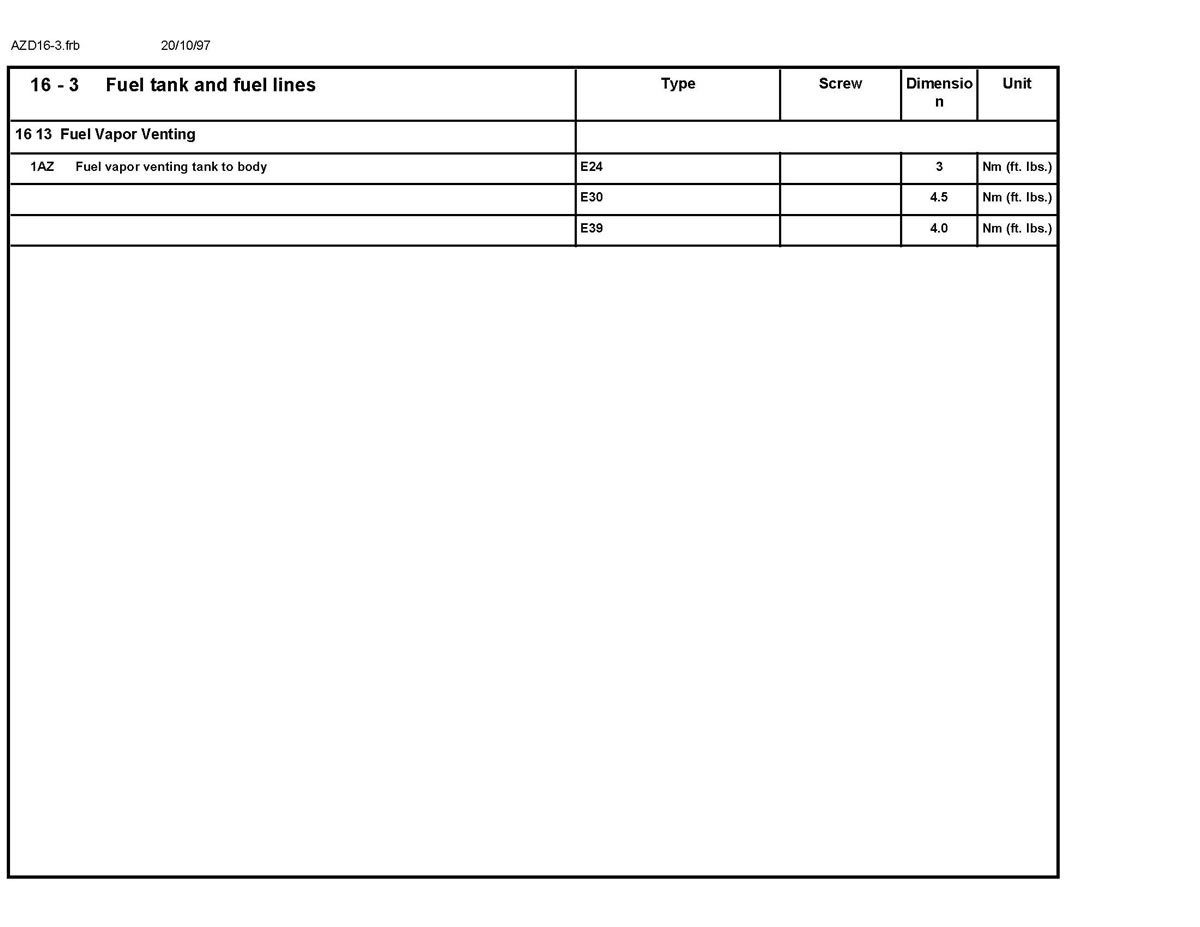 AZD16-3.frb 20/10/97
16 - 3 Fuel tank and fuel lines Type Screw Dimensio Unit
n
16 13 Fuel Vapor Venting
1AZ Fuel vapor venting tank to body E24 3 Nm (ft. lbs.)
E30 4.5 Nm (ft. lbs.)
E39 4.0 Nm (ft. lbs.)